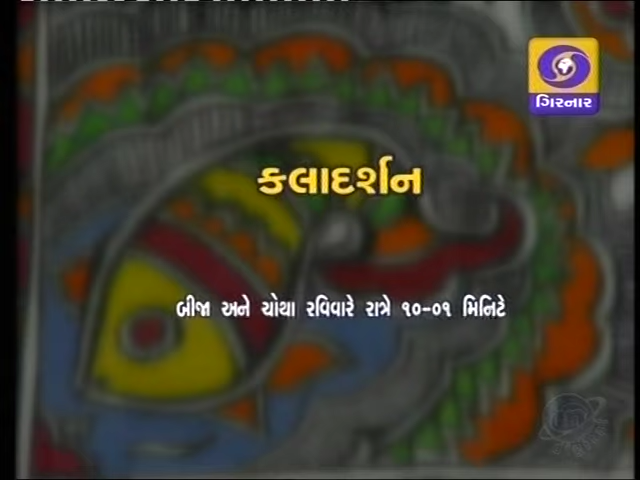 ગિરનાર
કલાદર્શન
બીજા અને ચોથા રવિવારે રાત્રે ૧૦-૦૧ મિનિટે